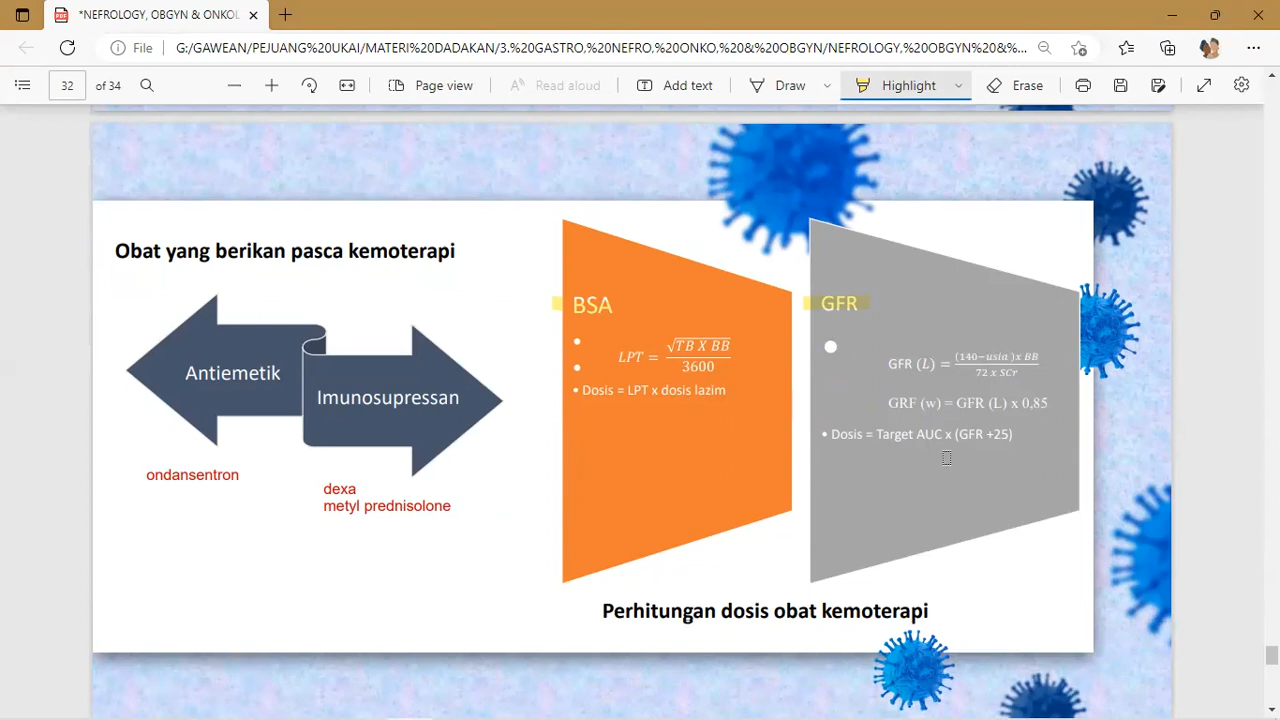 *NEFROLOGY, OBGYN & ANKOL
File
G:/GAWEAN/PEJUANG%20UKAI/MATERI%20DADAKAN/3.%20GASTRO,%20NEFRO,%20ONKO,%20&%20OBGYN/NEFROLOGY,%20OBGYN%20&%...
32 of 34
Page view
Read aloud
Add text
Draw
Highlight
Erase
Obat yang berikan pasca kemoterapi
Antiemetik
Imunosupressan
ondansentron
dexa
metyl prednisolone
BSA
• LPT = √TB X BB / 3600
•
• Dosis = LPT x dosis lazim
GFR
• GFR (L) = (140−usia )x BB / 72 x SCr
GRF (w) = GFR (L) x 0,85
• Dosis = Target AUC x (GFR +25)
Perhitungan dosis obat kemoterapi